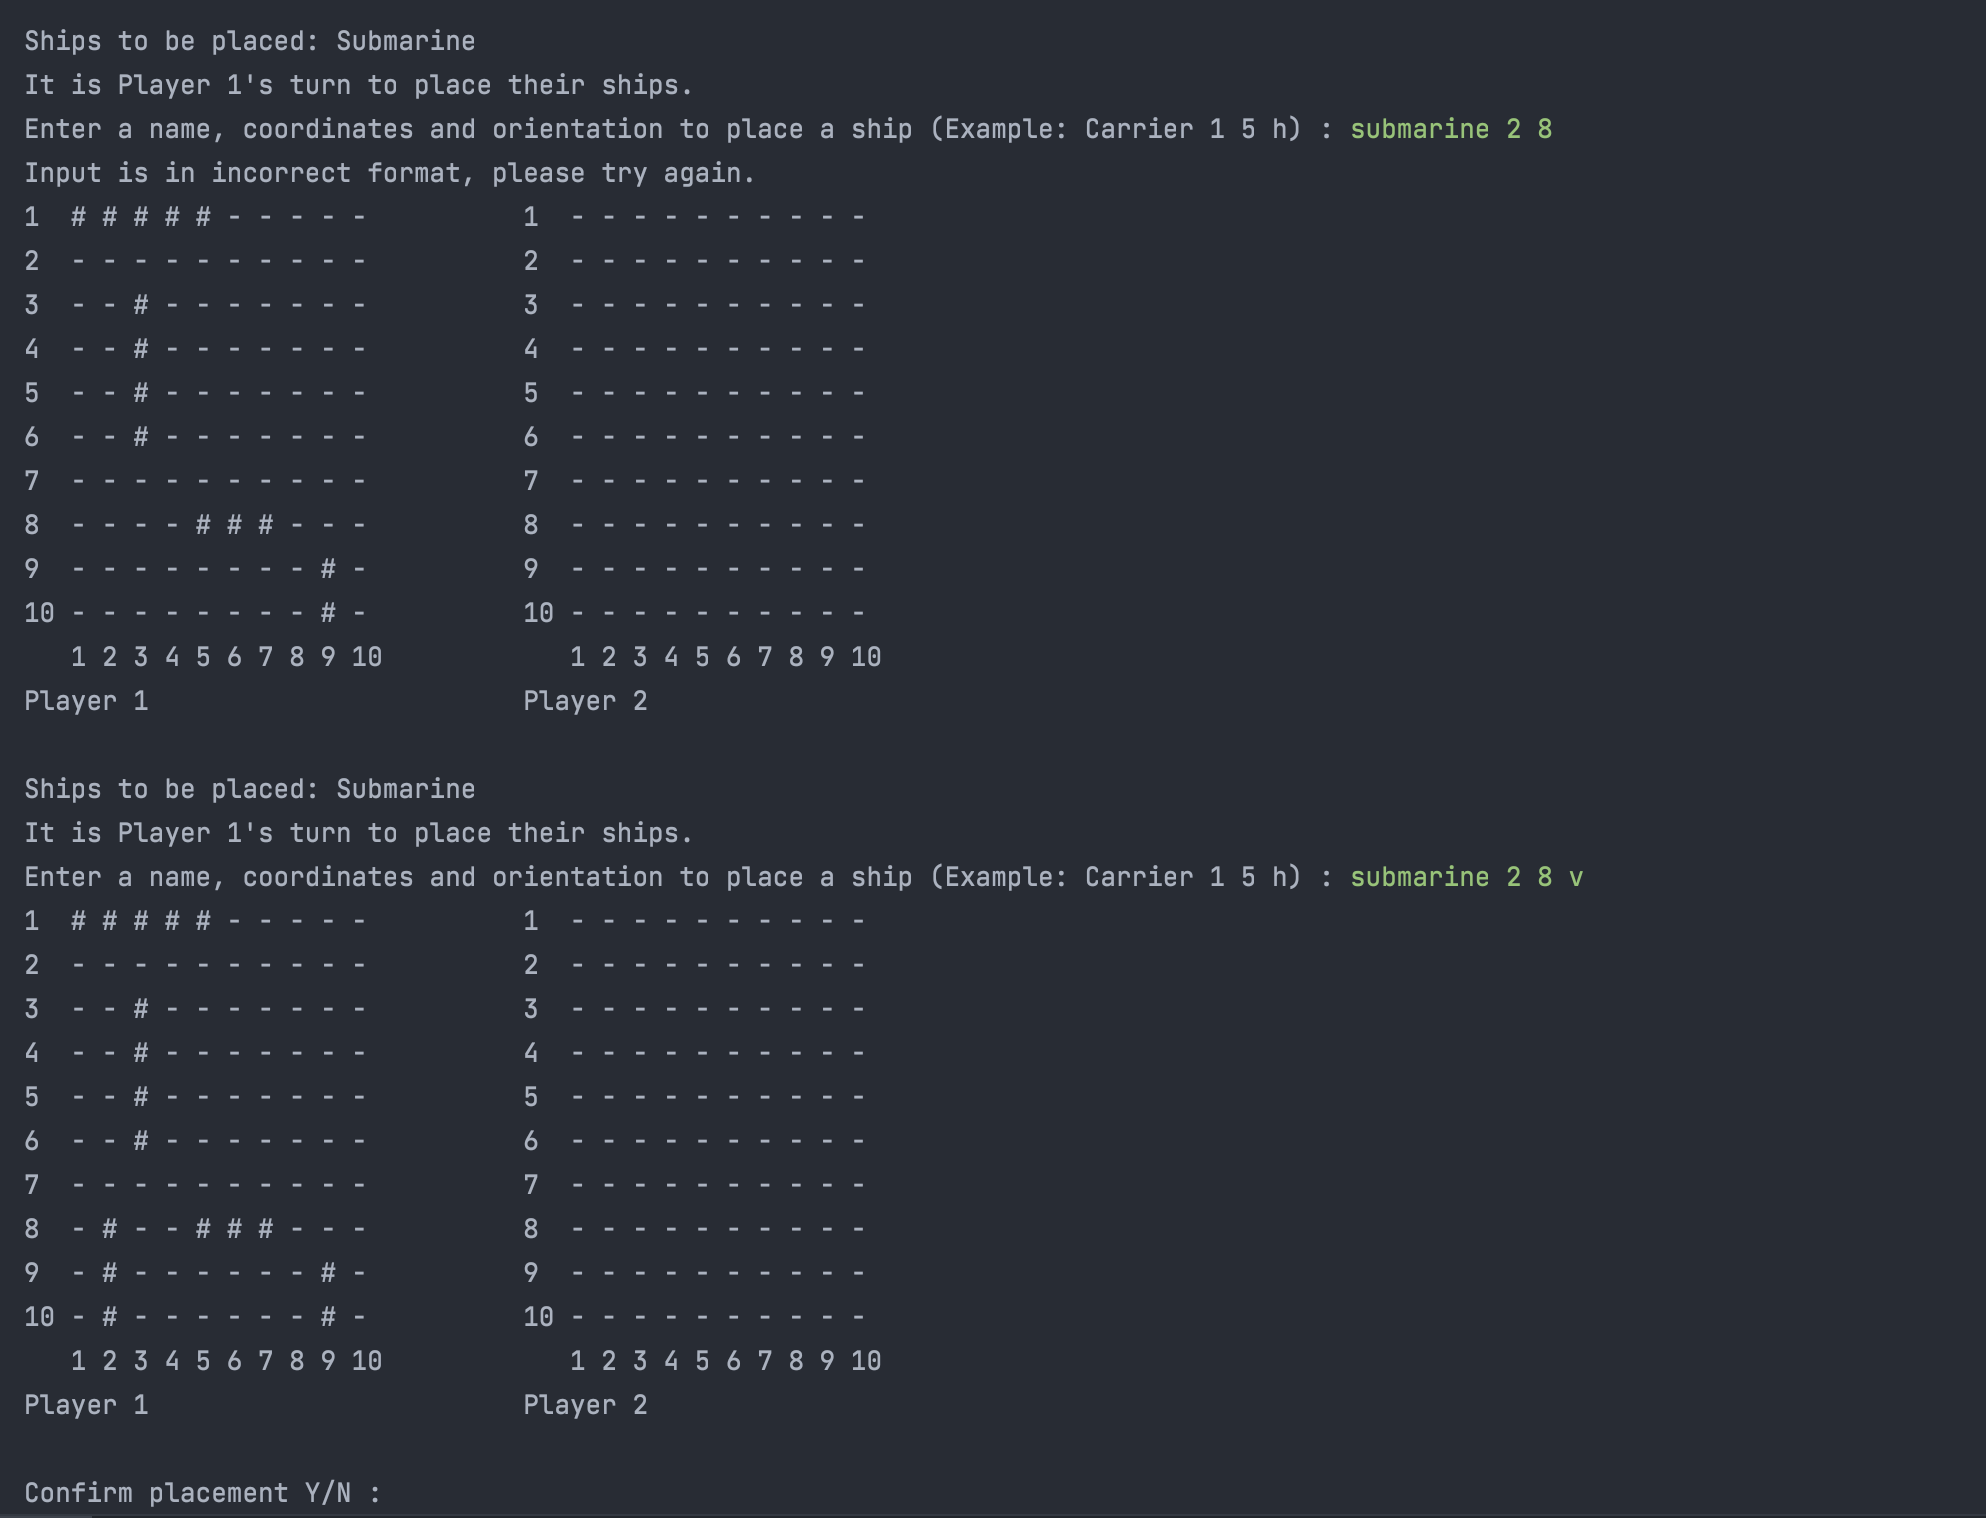 Ships to be placed: Submarine
It is Player 1's turn to place their ships.
Enter a name, coordinates and orientation to place a ship (Example: Carrier 1 5 h) : submarine 2 8
Input is in incorrect format, please try again.
1  # # # # # - - - - -          1  - - - - - - - - - -
2  - - - - - - - - - -          2  - - - - - - - - - -
3  - - # - - - - - - -          3  - - - - - - - - - -
4  - - # - - - - - - -          4  - - - - - - - - - -
5  - - # - - - - - - -          5  - - - - - - - - - -
6  - - # - - - - - - -          6  - - - - - - - - - -
7  - - - - - - - - - -          7  - - - - - - - - - -
8  - - - - # # # - - -          8  - - - - - - - - - -
9  - - - - - - - - # -          9  - - - - - - - - - -
10 - - - - - - - - # -          10 - - - - - - - - - -
   1 2 3 4 5 6 7 8 9 10            1 2 3 4 5 6 7 8 9 10
Player 1                        Player 2

Ships to be placed: Submarine
It is Player 1's turn to place their ships.
Enter a name, coordinates and orientation to place a ship (Example: Carrier 1 5 h) : submarine 2 8 v
1  # # # # # - - - - -          1  - - - - - - - - - -
2  - - - - - - - - - -          2  - - - - - - - - - -
3  - - # - - - - - - -          3  - - - - - - - - - -
4  - - # - - - - - - -          4  - - - - - - - - - -
5  - - # - - - - - - -          5  - - - - - - - - - -
6  - - # - - - - - - -          6  - - - - - - - - - -
7  - - - - - - - - - -          7  - - - - - - - - - -
8  - # - - # # # - - -          8  - - - - - - - - - -
9  - # - - - - - - # -          9  - - - - - - - - - -
10 - # - - - - - - # -          10 - - - - - - - - - -
   1 2 3 4 5 6 7 8 9 10            1 2 3 4 5 6 7 8 9 10
Player 1                        Player 2

Confirm placement Y/N :